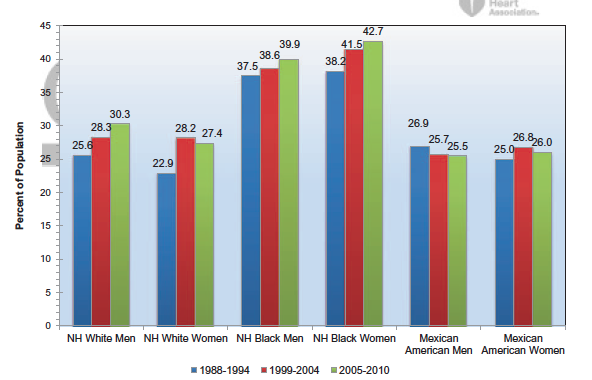 Heart
Association®
45
40
35
30
25
20
15
10
5
0
Percent of Population
25.6
28.3
30.3
22.9
28.2
27.4
37.5
38.6
39.9
38.2
41.5
42.7
26.9
25.7
25.5
25.0
26.8
26.0
NH White Men
NH White Women
NH Black Men
NH Black Women
Mexican
American Men
Mexican
American Women
1988-1994
1999-2004
2005-2010